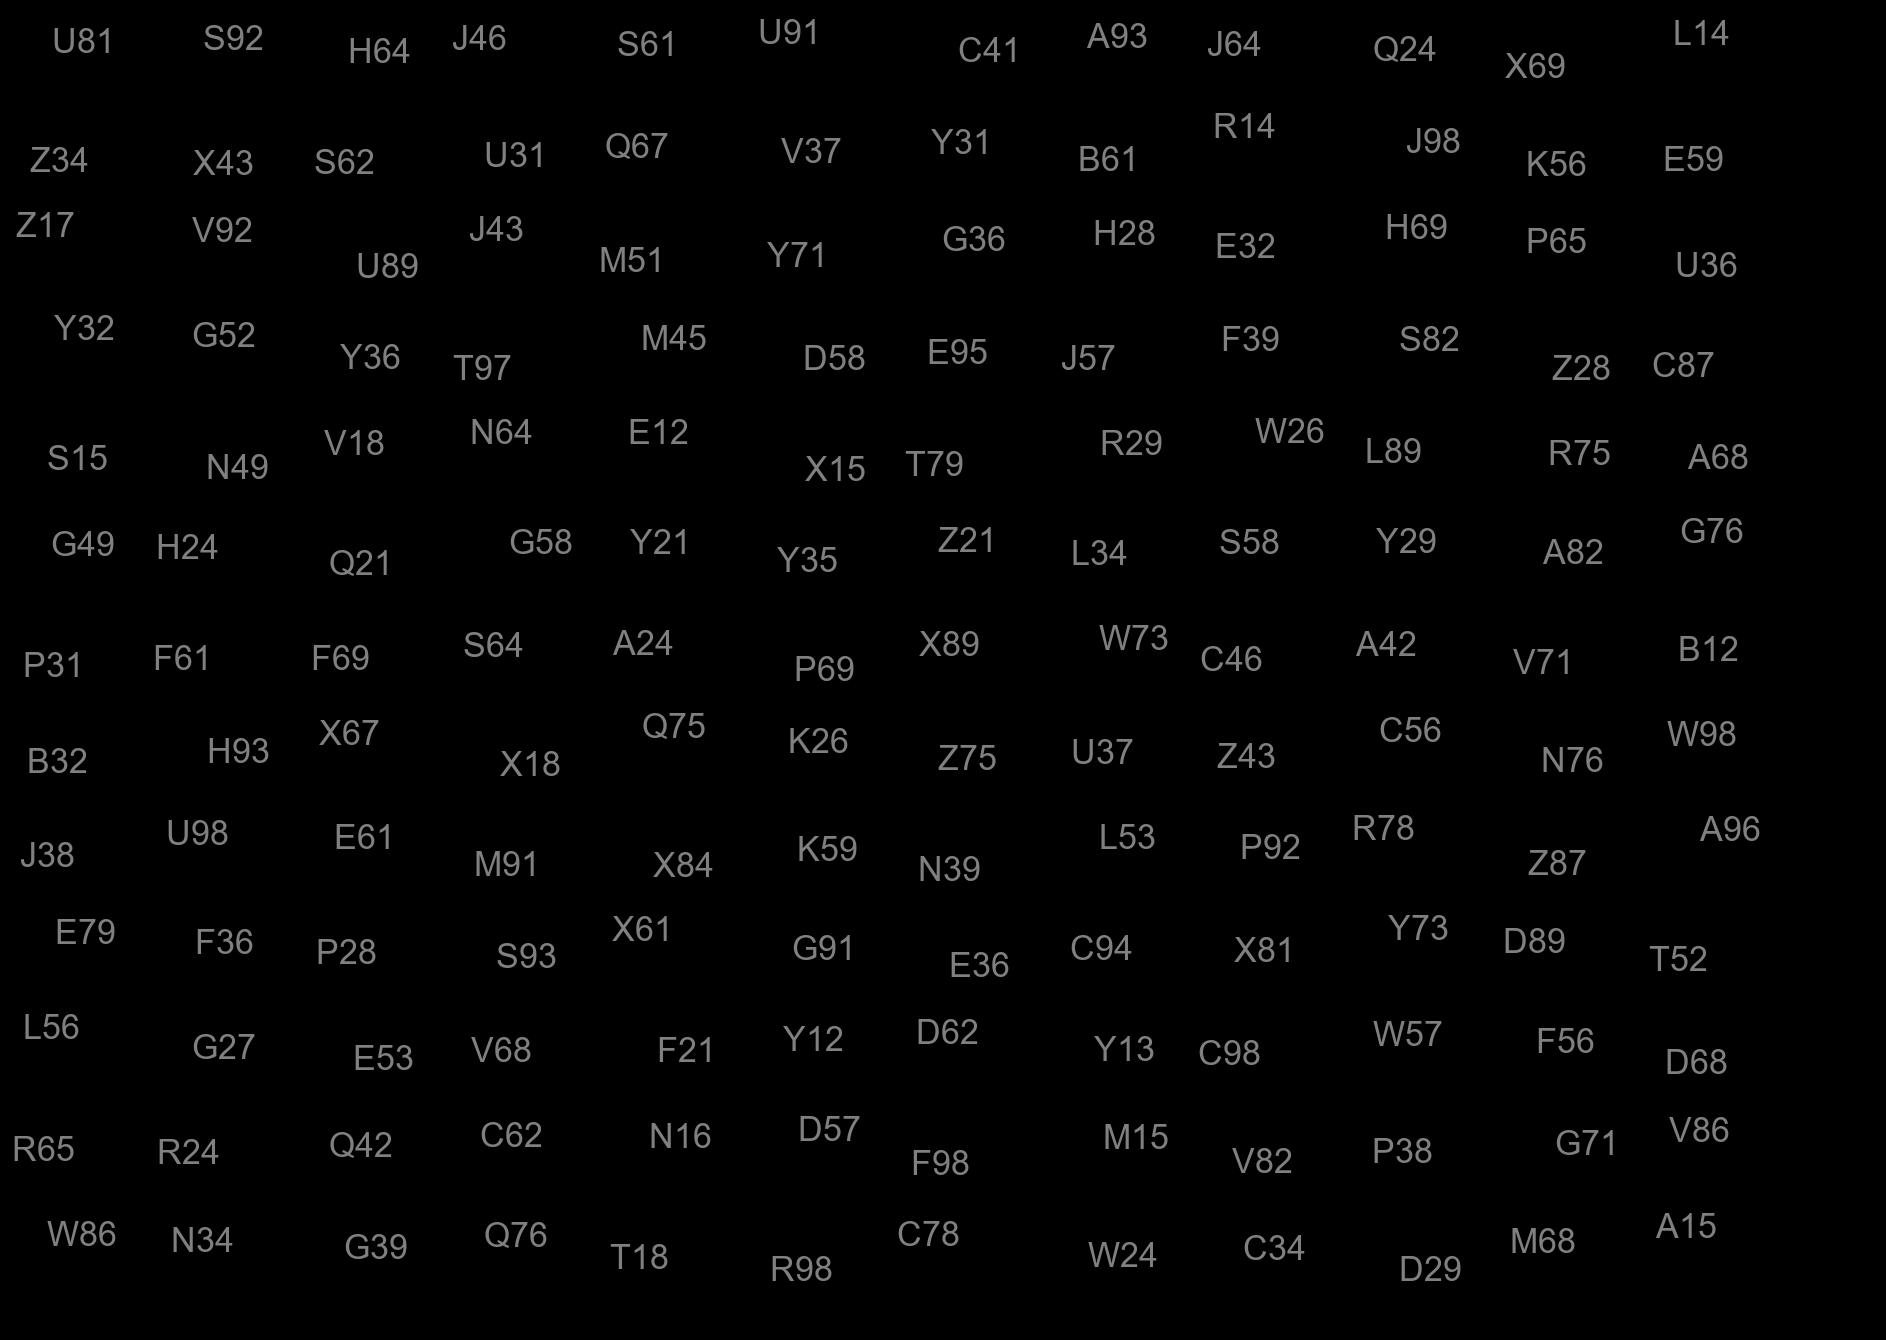 U81 S92 H64 J46 S61 U91 C41 A93 J64 Q24 X69 L14
Z34 X43 S62 U31 Q67 V37 Y31 B61 R14 J98 K56 E59
Z17 V92 U89 J43 M51 Y71 G36 H28 E32 H69 P65 U36
Y32 G52 Y36 T97 M45 D58 E95 J57 F39 S82 Z28 C87
S15 N49 V18 N64 E12 X15 T79 R29 W26 L89 R75 A68
G49 H24 Q21 G58 Y21 Y35 Z21 L34 S58 Y29 A82 G76
P31 F61 F69 S64 A24 P69 X89 W73 C46 A42 V71 B12
B32 H93 X67 X18 Q75 K26 Z75 U37 Z43 C56 N76 W98
J38 U98 E61 M91 X84 K59 N39 L53 P92 R78 Z87 A96
E79 F36 P28 S93 X61 G91 E36 C94 X81 Y73 D89 T52
L56 G27 E53 V68 F21 Y12 D62 Y13 C98 W57 F56 D68
R65 R24 Q42 C62 N16 D57 F98 M15 V82 P38 G71 V86
W86 N34 G39 Q76 T18 R98 C78 W24 C34 D29 M68 A15